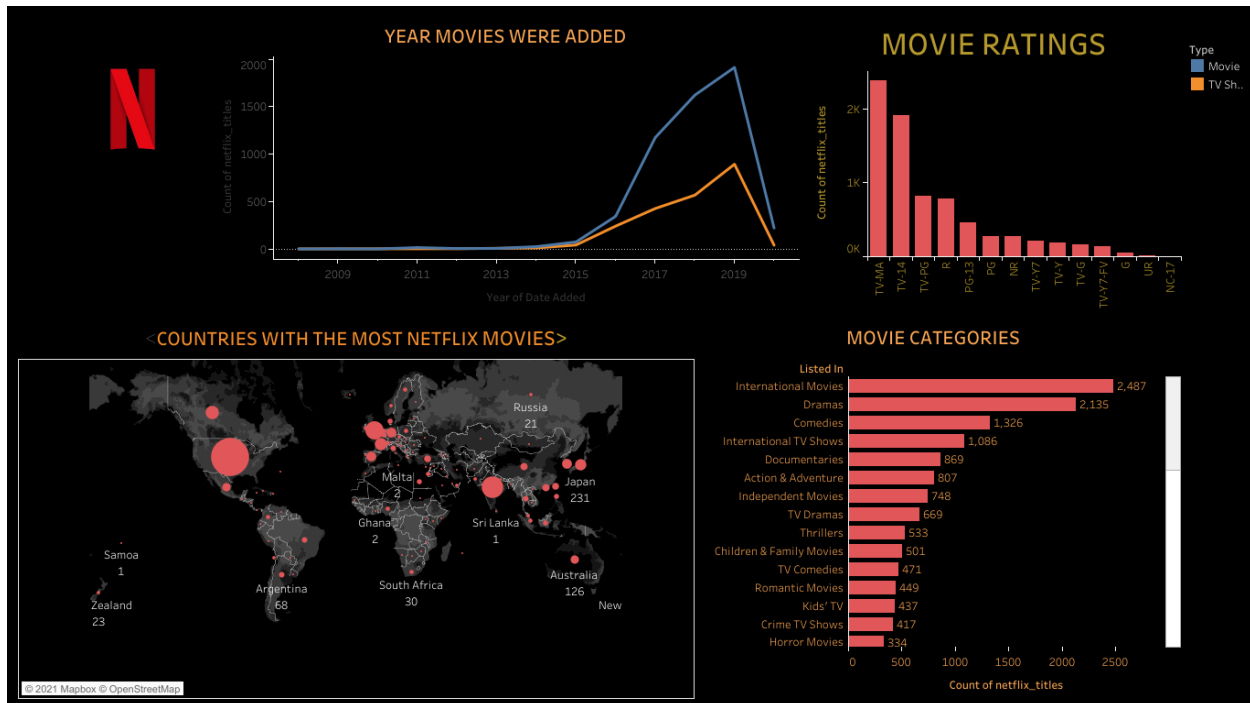 YEAR MOVIES WERE ADDED
Count of netflix_titles
2000
1500
1000
500
0
2009
2011
2013
2015
2017
2019
Year of Date Added
MOVIE RATINGS
Count of netflix_titles
2K
1K
0K
TV-MA
TV-14
TV-PG
R
PG-13
PG
NR
TV-Y7
TV-Y
TV-G
TV-Y7-FV
G
UR
NC-17
Type
Movie
TV Sh..
<COUNTRIES WITH THE MOST NETFLIX MOVIES>
Russia
21
Japan
231
Malta
2
Ghana
2
Sri Lanka
1
Samoa
1
Argentina
68
South Africa
30
Australia
126
Zealand
23
New
© 2021 Mapbox © OpenStreetMap
MOVIE CATEGORIES
Listed In
International Movies 2,487
Dramas 2,135
Comedies 1,326
International TV Shows 1,086
Documentaries 869
Action & Adventure 807
Independent Movies 748
TV Dramas 669
Thrillers 533
Children & Family Movies 501
TV Comedies 471
Romantic Movies 449
Kids' TV 437
Crime TV Shows 417
Horror Movies 334
0 500 1000 1500 2000 2500
Count of netflix_titles